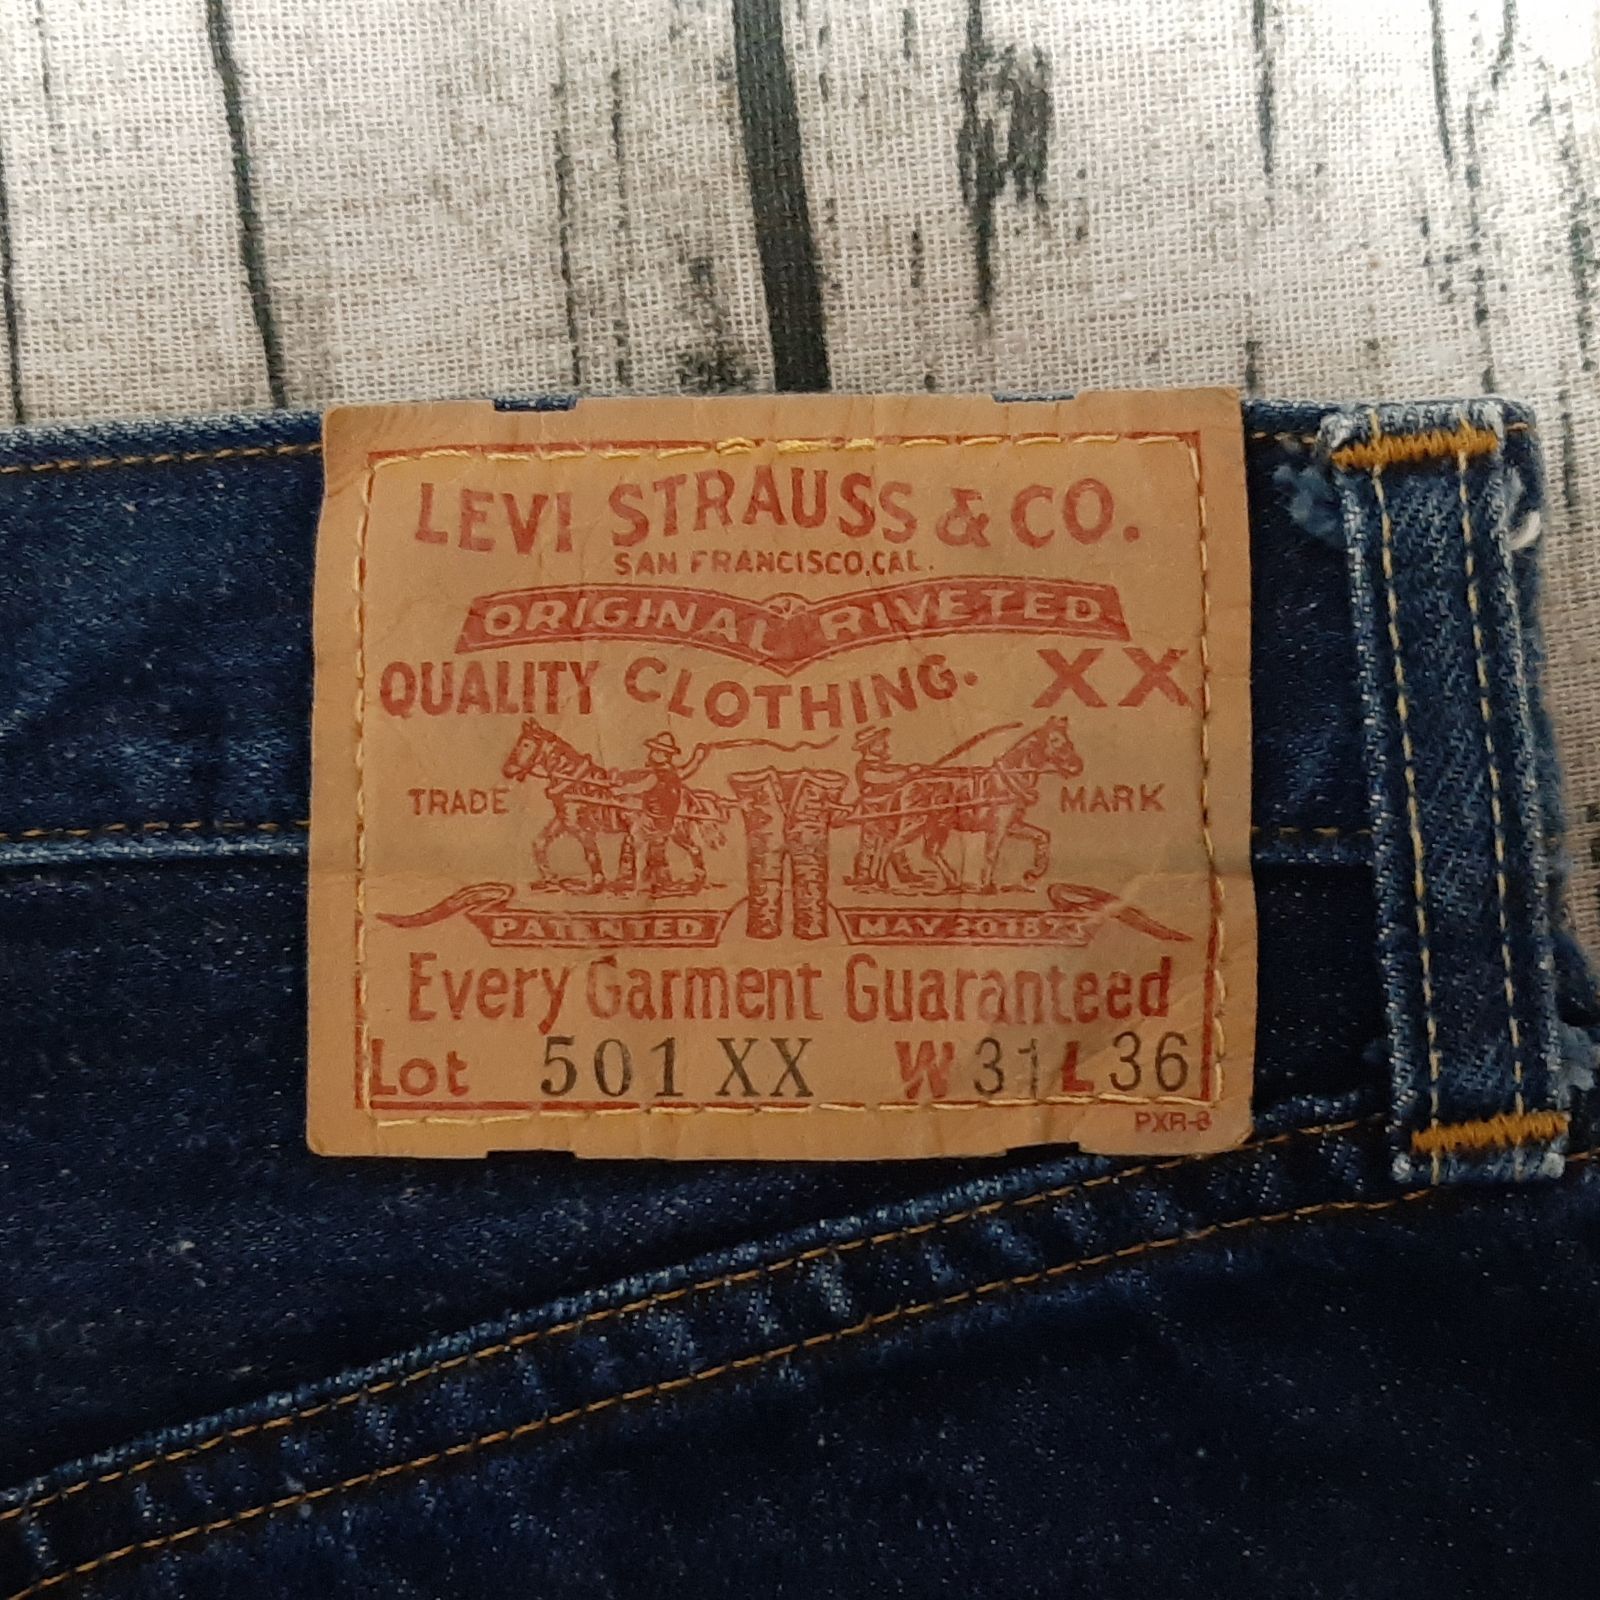 LEVI STRAUSS & CO.
SAN FRANCISCO, CAL.
ORIGINAL RIVETED
QUALITY CLOTHING. XX
TRADE MARK
PATENTED MAY 20 1873
Every Garment Guaranteed
Lot 501 XX W 31 L 36
PXR-8